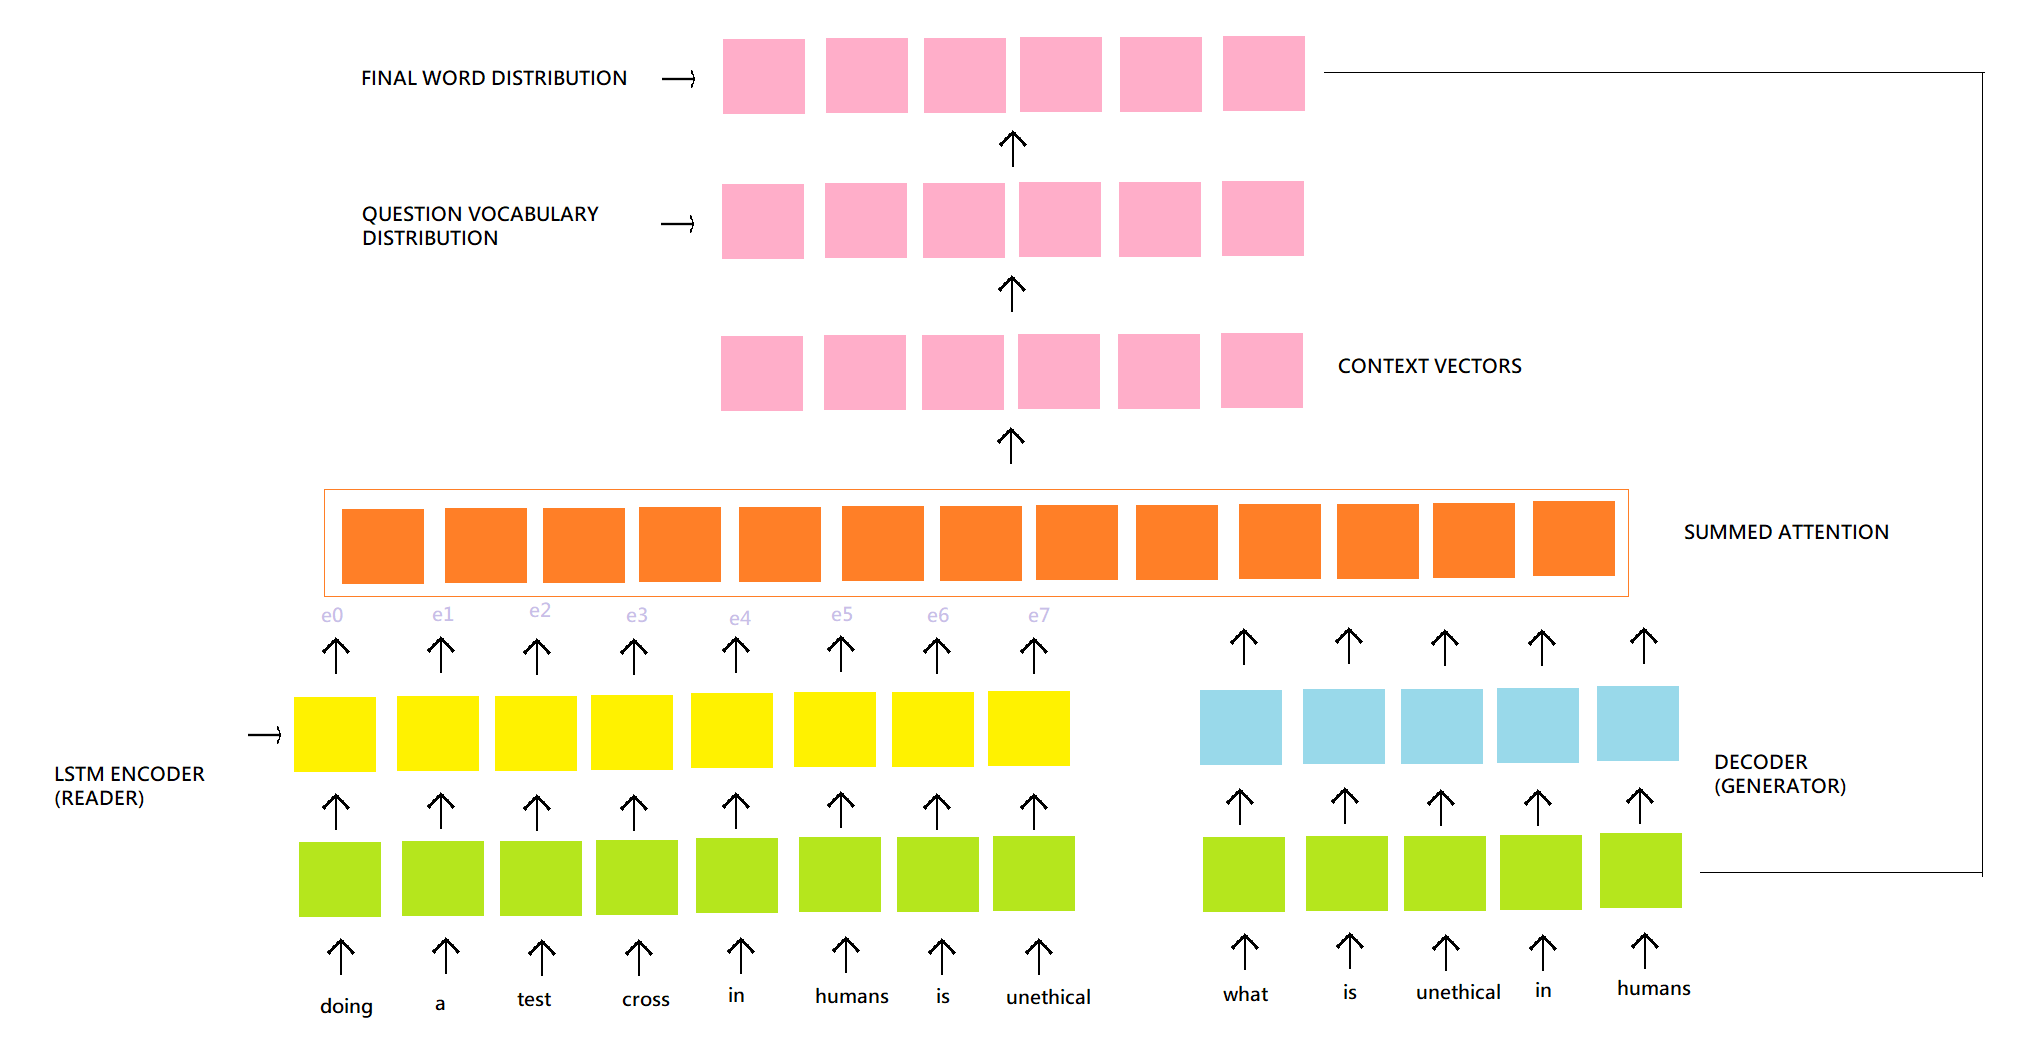 FINAL WORD DISTRIBUTION
QUESTION VOCABULARY
DISTRIBUTION
CONTEXT VECTORS
SUMMED ATTENTION
e0 e1 e2 e3 e4 e5 e6 e7
LSTM ENCODER
(READER)
DECODER
(GENERATOR)
doing a test cross in humans is unethical
what is unethical in humans